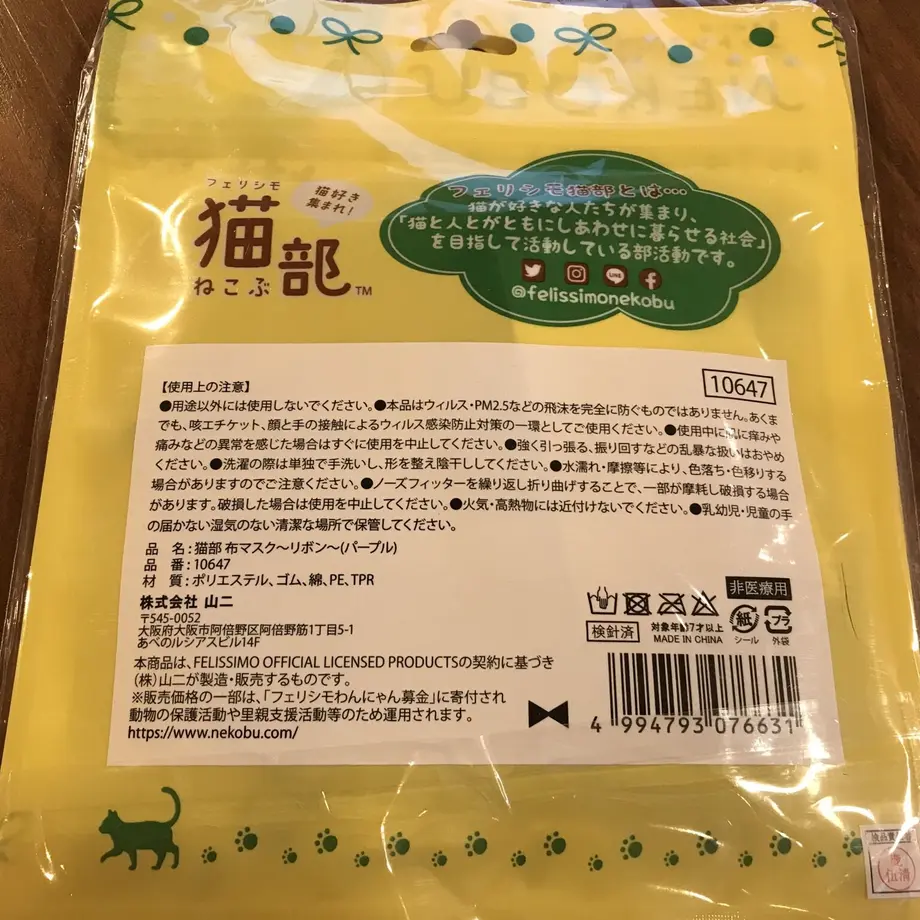 フェリシモ
猫部
ねこぶ
TM
猫好き
集まれ!
フェリシモ猫部とは…
猫が好きな人たちが集まり、
「猫と人とがともにしあわせに暮らせる社会」
を目指して活動している部活動です。
LINE
@felissimonekobu
10647
【使用上の注意】
●用途以外には使用しないでください。●本品はウィルス・PM2.5などの飛沫を完全に防ぐものではありません。あくま
でも、咳エチケット、顔と手の接触によるウィルス感染防止対策の一環としてご使用ください。●使用中に肌に痒みや
痛みなどの異常を感じた場合はすぐに使用を中止してください。●強く引っ張る、振り回すなどの乱暴な扱いはおやめ
ください。●洗濯の際は単独で手洗いし、形を整え陰干ししてください。●水濡れ・摩擦等により、色落ち・色移りする
場合がありますのでご注意ください。●ノーズフィッターを繰り返し折り曲げすることで、一部が摩耗し破損する場合
があります。破損した場合は使用を中止してください。●火気・高熱物には近付けないでください。●乳幼児・児童の手
の届かない湿気のない清潔な場所で保管してください。
品 名:猫部 布マスク〜リボン〜(パープル)
品 番:10647
材 質:ポリエステル、ゴム、綿、PE、TPR
株式会社 山二
〒545-0052
大阪府大阪市阿倍野区阿倍野筋1丁目5-1
あべのルシアスビル14F
本商品は、FELISSIMO OFFICIAL LICENSED PRODUCTSの契約に基づき
(株)山二が製造・販売するものです。
※販売価格の一部は、「フェリシモわんにゃん募金」に寄付され
動物の保護活動や里親支援活動等のため運用されます。
https://www.nekobu.com/
非医療用
検針済
対象年齢7才以上
MADE IN CHINA
紙
シール
プラ
外袋
4 994793 076631